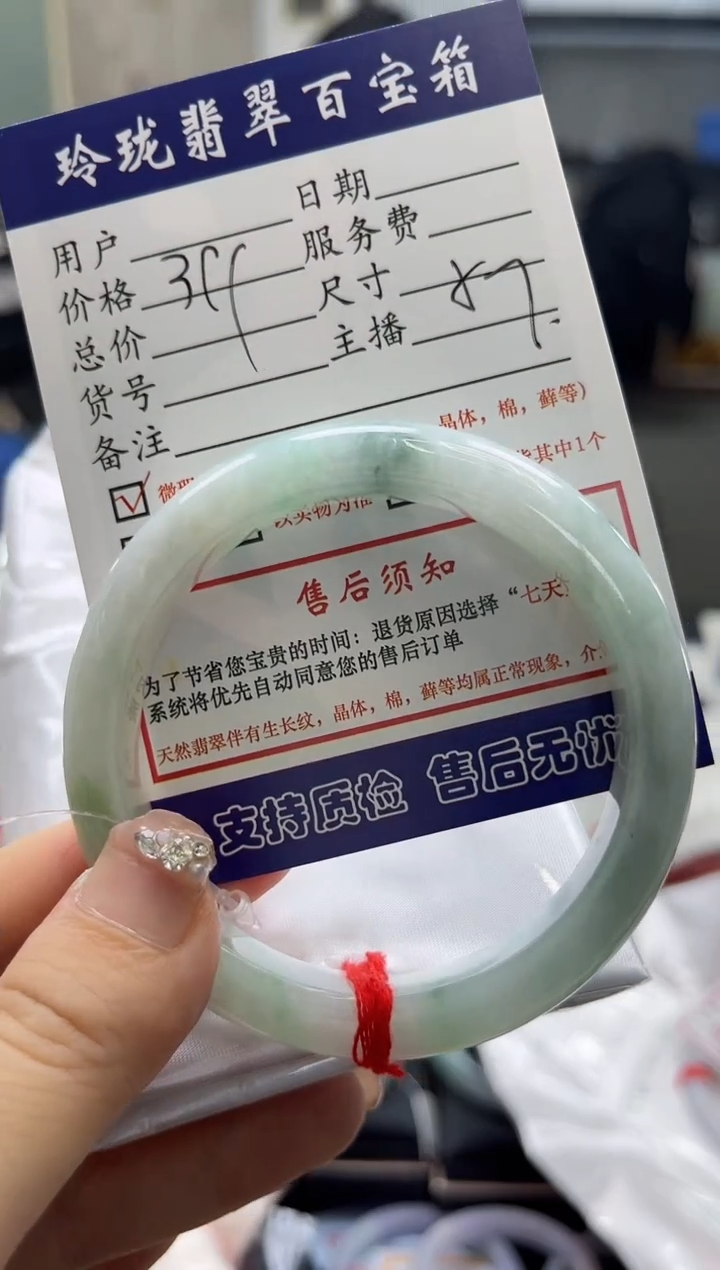 玲珑翡翠百宝箱
用户 日期
价格 服务费
总价 尺寸
货号 主播
备注
晶体，棉，藓等）
微 其中1个
以实物为准
售后须知
为了节省您宝贵的时间：退货原因选择“七天
系统将优先自动同意您的售后订单
天然翡翠伴有生长纹，晶体，棉，藓等均属正常现象，介
支持质检 售后无忧